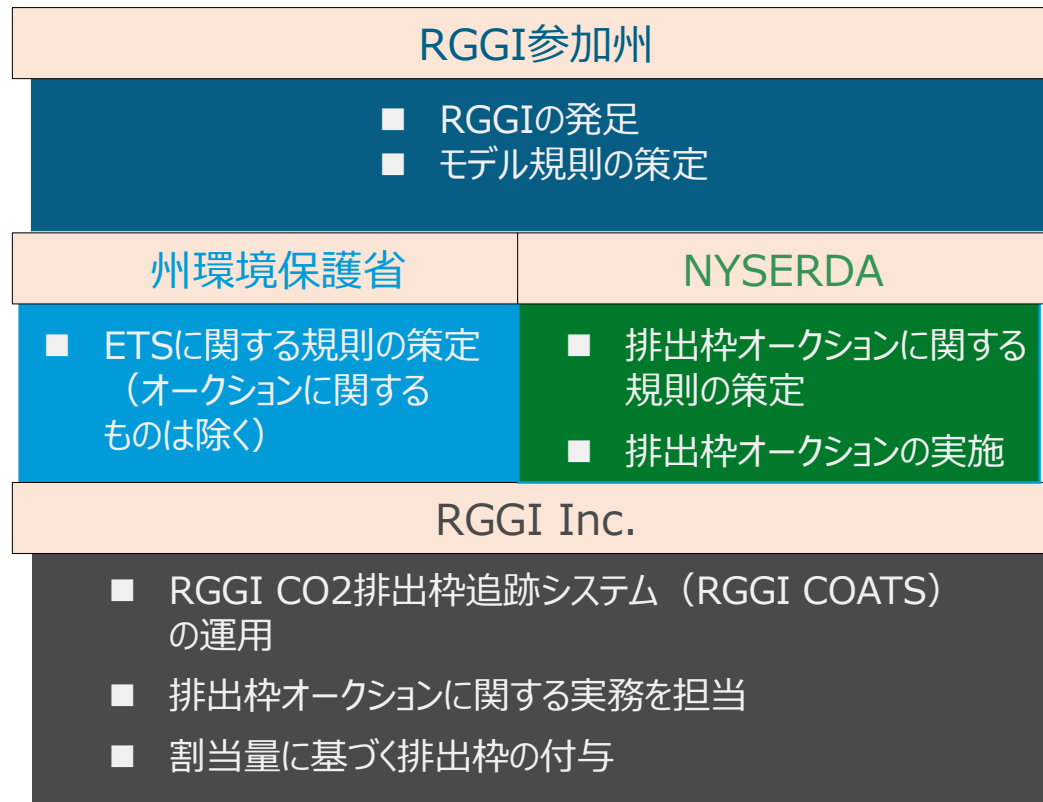 RGGI参加州
■ RGGIの発足
■ モデル規則の策定
州環境保護省
NYSERDA
■ ETSに関する規則の策定
（オークションに関する
ものは除く）
■ 排出枠オークションに関する
規則の策定
■ 排出枠オークションの実施
RGGI Inc.
■ RGGI CO2排出枠追跡システム（RGGI COATS）
の運用
■ 排出枠オークションに関する実務を担当
■ 割当量に基づく排出枠の付与